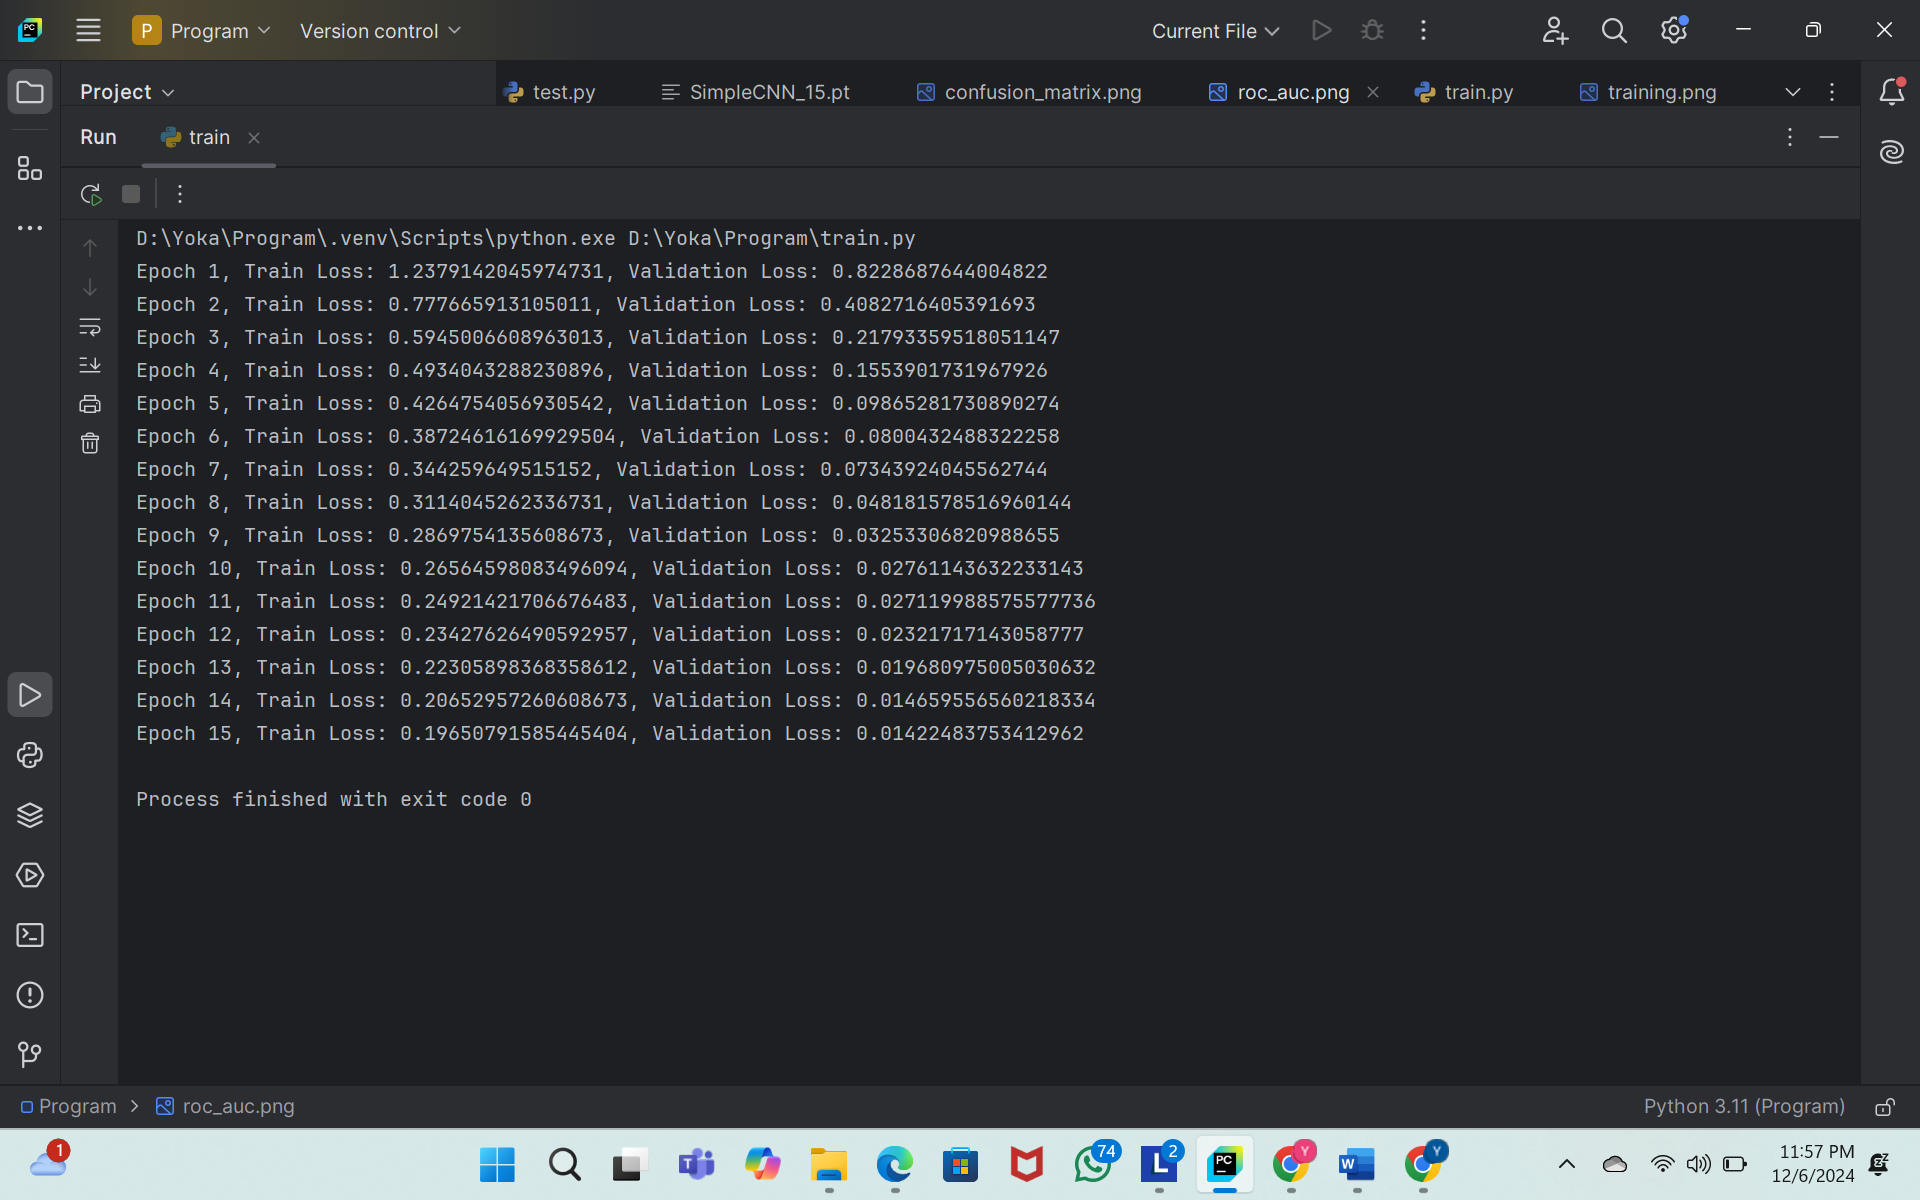 P Program Version control Current File
Project test.py SimpleCNN_15.pt confusion_matrix.png roc_auc.png train.py training.png
Run train
D:\Yoka\Program\.venv\Scripts\python.exe D:\Yoka\Program\train.py
Epoch 1, Train Loss: 1.2379142045974731, Validation Loss: 0.8228687644004822
Epoch 2, Train Loss: 0.777665913105011, Validation Loss: 0.4082716405391693
Epoch 3, Train Loss: 0.5945006608963013, Validation Loss: 0.21793359518051147
Epoch 4, Train Loss: 0.4934043288230896, Validation Loss: 0.1553901731967926
Epoch 5, Train Loss: 0.4264754056930542, Validation Loss: 0.09865281730890274
Epoch 6, Train Loss: 0.38724616169929504, Validation Loss: 0.0800432488322258
Epoch 7, Train Loss: 0.344259649515152, Validation Loss: 0.07343924045562744
Epoch 8, Train Loss: 0.3114045262336731, Validation Loss: 0.048181578516960144
Epoch 9, Train Loss: 0.2869754135608673, Validation Loss: 0.03253306820988655
Epoch 10, Train Loss: 0.26564598083496094, Validation Loss: 0.02761143632233143
Epoch 11, Train Loss: 0.24921421706676483, Validation Loss: 0.027119988575577736
Epoch 12, Train Loss: 0.23427626490592957, Validation Loss: 0.02321717143058777
Epoch 13, Train Loss: 0.22305898368358612, Validation Loss: 0.019680975005030632
Epoch 14, Train Loss: 0.20652957260608673, Validation Loss: 0.014659556560218334
Epoch 15, Train Loss: 0.19650791585445404, Validation Loss: 0.01422483753412962
Process finished with exit code 0
Program > roc_auc.png Python 3.11 (Program)
1 74 2 L PC Y W Y 11:57 PM
12/6/2024